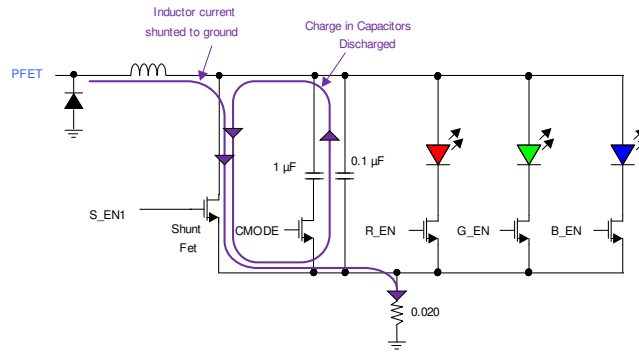 Inductor current
shunted to ground
Charge in Capacitors
Discharged
PFET
1 µF
0.1 µF
S_EN1
Shunt
Fet
CMODE
R_EN
G_EN
B_EN
0.020